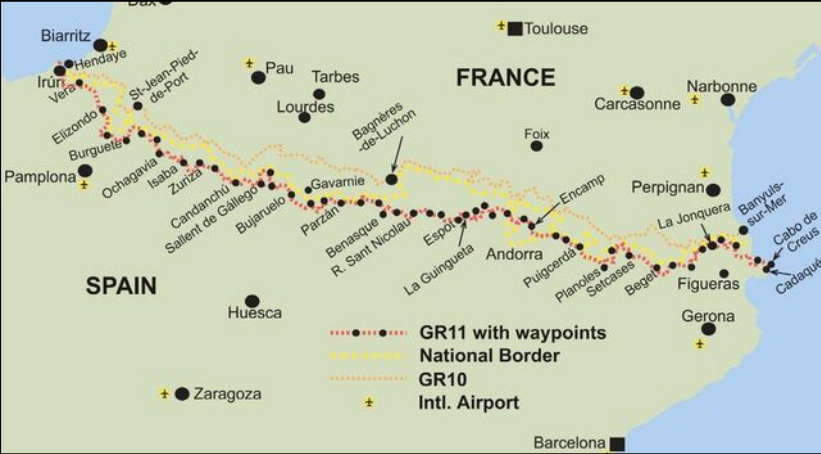 Dax
Biarritz
Hendaye
Irún
Vera
St-Jean-Pied-
de-Port
Pau
Tarbes
Lourdes
Toulouse
FRANCE
Carcasonne
Narbonne
Bagnères
-de-Luchon
Foix
Elizondo
Burguete
Pamplona
Ochagavia
Isaba
Zuriza
Candanchú
Sallent de Gállego
Bujaruelo
Gavarnie
Parzán
Benasque
R. Sant Nicolau
Espot
La Guingueta
Encamp
Andorra
Puigcerdà
Planoles
Setcases
Beget
Perpignan
La Jonquera
Banyuls-
sur-Mer
Cabo de
Creus
Cadaqué
Figueras
Gerona
SPAIN
Huesca
Zaragoza
Barcelona
GR11 with waypoints
National Border
GR10
Intl. Airport